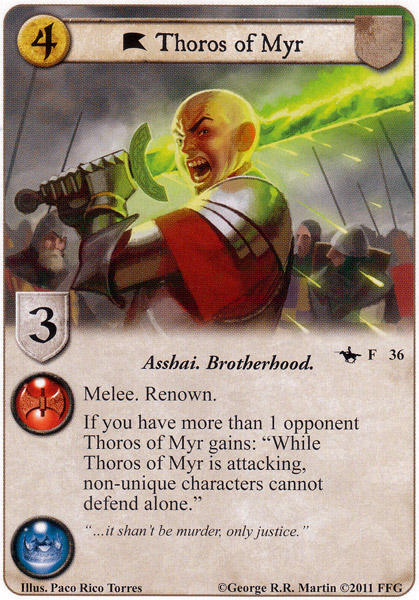 4
Thoros of Myr
3
Asshai. Brotherhood.
F 36
Melee. Renown.
If you have more than 1 opponent
Thoros of Myr gains: “While
Thoros of Myr is attacking,
non-unique characters cannot
defend alone.”
“...it shan’t be murder, only justice.”
Illus. Paco Rico Torres
©George R.R. Martin ©2011 FFG